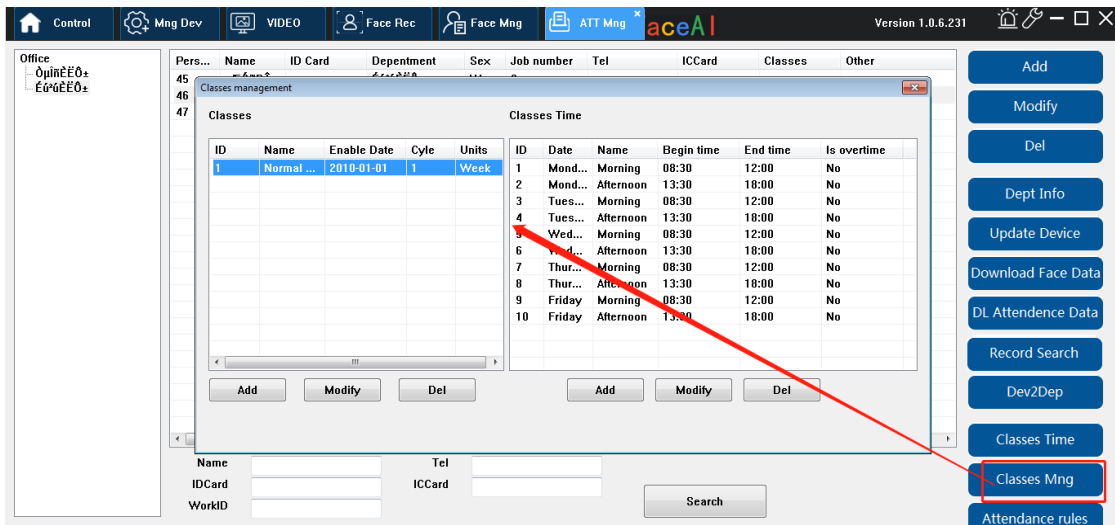 Control Mng Dev VIDEO Face Rec Face Mng ATT Mng × aceAI Version 1.0.6.231
Office
ÒµÎñÈËÔ±
Éú²úÈËÔ±
Pers... Name ID Card Depentment Sex Job number Tel ICCard Classes Other
45
46
47
Classes management
Classes
ID Name Enable Date Cyle Units
1 Normal ... 2010-01-01 1 Week
Add Modify Del
Classes Time
ID Date Name Begin time End time Is overtime
1 Mond... Morning 08:30 12:00 No
2 Mond... Afternoon 13:30 18:00 No
3 Tues... Morning 08:30 12:00 No
4 Tues... Afternoon 13:30 18:00 No
5 Wed... Morning 08:30 12:00 No
6 Wed... Afternoon 13:30 18:00 No
7 Thur... Morning 08:30 12:00 No
8 Thur... Afternoon 13:30 18:00 No
9 Friday Morning 08:30 12:00 No
10 Friday Afternoon 13:30 18:00 No
Add Modify Del
Name Tel
IDCard ICCard
WorkID
Search
Add
Modify
Del
Dept Info
Update Device
Download Face Data
DL Attendence Data
Record Search
Dev2Dep
Classes Time
Classes Mng
Attendance rules